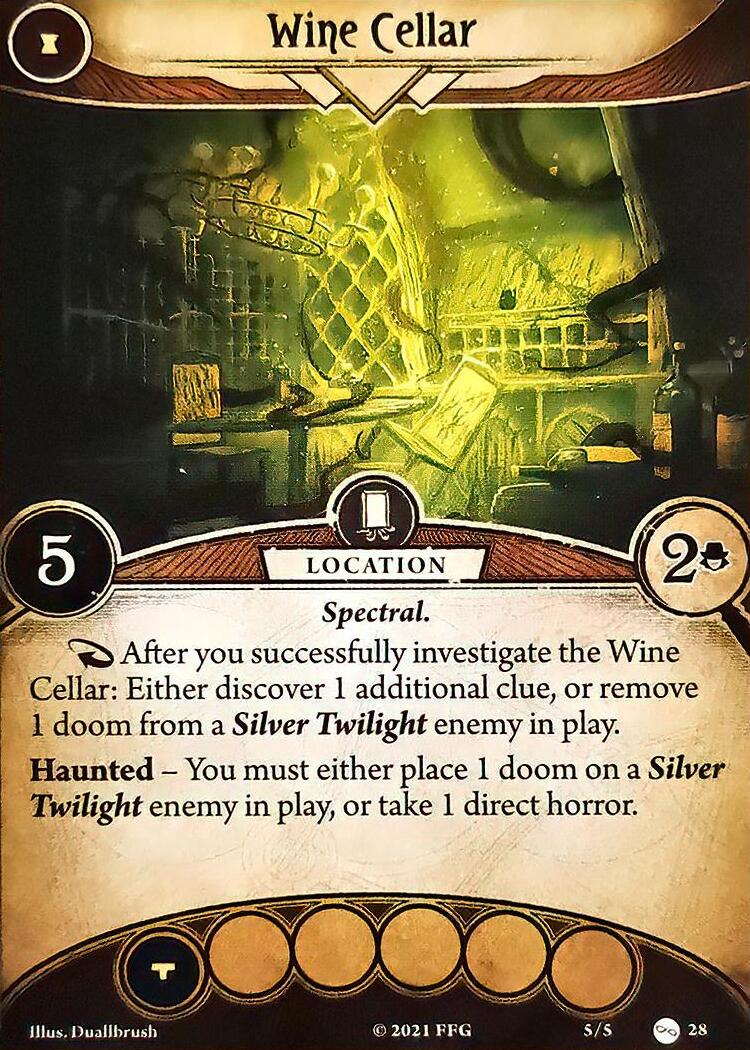 Wine Cellar
5
LOCATION
2
Spectral.
After you successfully investigate the Wine
Cellar: Either discover 1 additional clue, or remove
1 doom from a Silver Twilight enemy in play.
Haunted – You must either place 1 doom on a Silver
Twilight enemy in play, or take 1 direct horror.
Illus. Duallbrush
© 2021 FFG
5/5
28